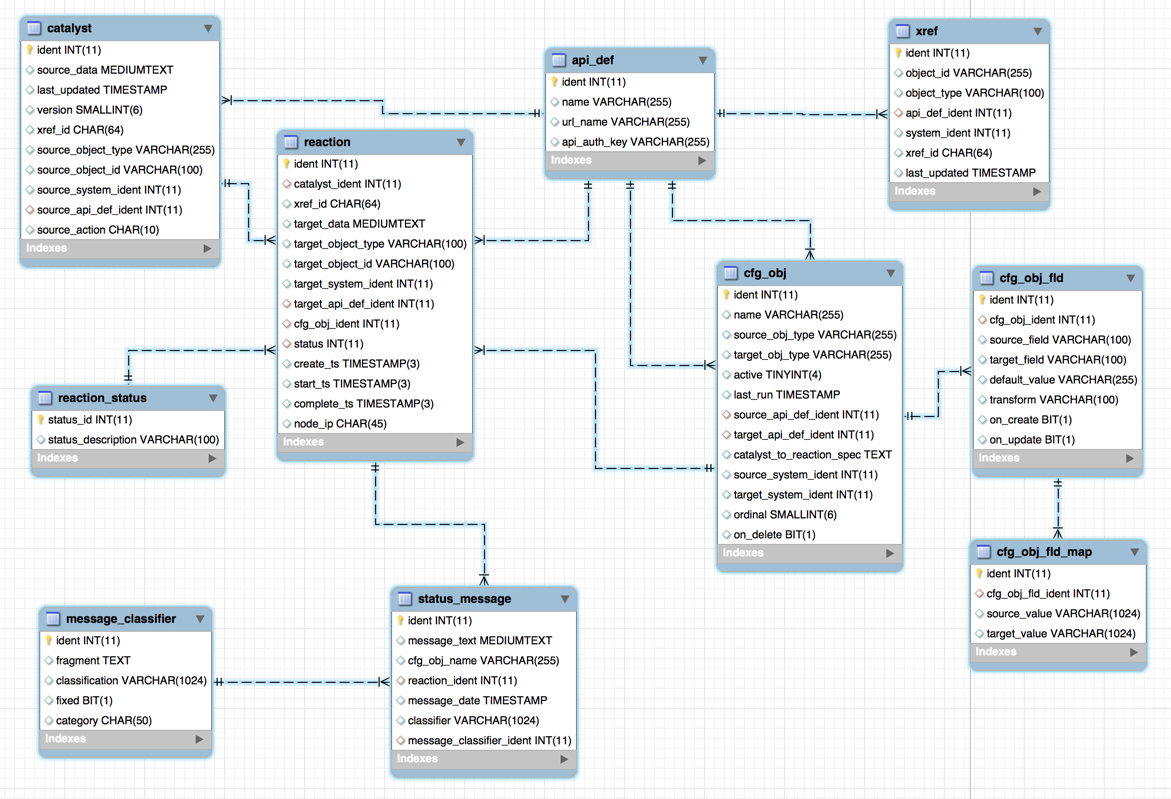 catalyst
ident INT(11)
source_data MEDIUMTEXT
last_updated TIMESTAMP
version SMALLINT(6)
xref_id CHAR(64)
source_object_type VARCHAR(255)
source_object_id VARCHAR(100)
source_system_ident INT(11)
source_api_def_ident INT(11)
source_action CHAR(10)
Indexes
reaction
ident INT(11)
catalyst_ident INT(11)
xref_id CHAR(64)
target_data MEDIUMTEXT
target_object_type VARCHAR(100)
target_object_id VARCHAR(100)
target_system_ident INT(11)
target_api_def_ident INT(11)
cfg_obj_ident INT(11)
status INT(11)
create_ts TIMESTAMP(3)
start_ts TIMESTAMP(3)
complete_ts TIMESTAMP(3)
node_ip CHAR(45)
Indexes
api_def
ident INT(11)
name VARCHAR(255)
url_name VARCHAR(255)
api_auth_key VARCHAR(255)
Indexes
xref
ident INT(11)
object_id VARCHAR(255)
object_type VARCHAR(100)
api_def_ident INT(11)
system_ident INT(11)
xref_id CHAR(64)
last_updated TIMESTAMP
Indexes
cfg_obj
ident INT(11)
name VARCHAR(255)
source_obj_type VARCHAR(255)
target_obj_type VARCHAR(255)
active TINYINT(4)
last_run TIMESTAMP
source_api_def_ident INT(11)
target_api_def_ident INT(11)
catalyst_to_reaction_spec TEXT
source_system_ident INT(11)
target_system_ident INT(11)
ordinal SMALLINT(6)
on_delete BIT(1)
Indexes
cfg_obj_fld
ident INT(11)
cfg_obj_ident INT(11)
source_field VARCHAR(100)
target_field VARCHAR(100)
default_value VARCHAR(255)
transform VARCHAR(100)
on_create BIT(1)
on_update BIT(1)
Indexes
reaction_status
status_id INT(11)
status_description VARCHAR(100)
Indexes
cfg_obj_fld_map
ident INT(11)
cfg_obj_fld_ident INT(11)
source_value VARCHAR(1024)
target_value VARCHAR(1024)
Indexes
message_classifier
ident INT(11)
fragment TEXT
classification VARCHAR(1024)
fixed BIT(1)
category CHAR(50)
Indexes
status_message
ident INT(11)
message_text MEDIUMTEXT
cfg_obj_name VARCHAR(255)
reaction_ident INT(11)
message_date TIMESTAMP
classifier VARCHAR(1024)
message_classifier_ident INT(11)
Indexes